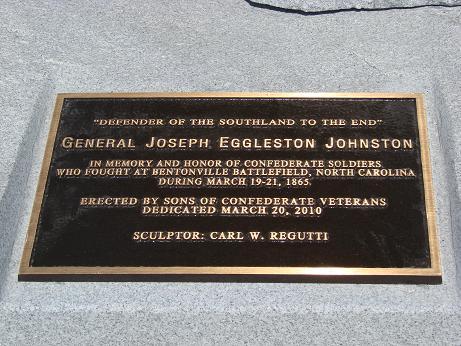 "DEFENDER OF THE SOUTHLAND TO THE END"
GENERAL JOSEPH EGGLESTON JOHNSTON
IN MEMORY AND HONOR OF CONFEDERATE SOLDIERS
WHO FOUGHT AT BENTONVILLE BATTLEFIELD, NORTH CAROLINA
DURING MARCH 19-21, 1865.
ERECTED BY SONS OF CONFEDERATE VETERANS
DEDICATED MARCH 20, 2010
SCULPTOR: CARL W. REGUTTI